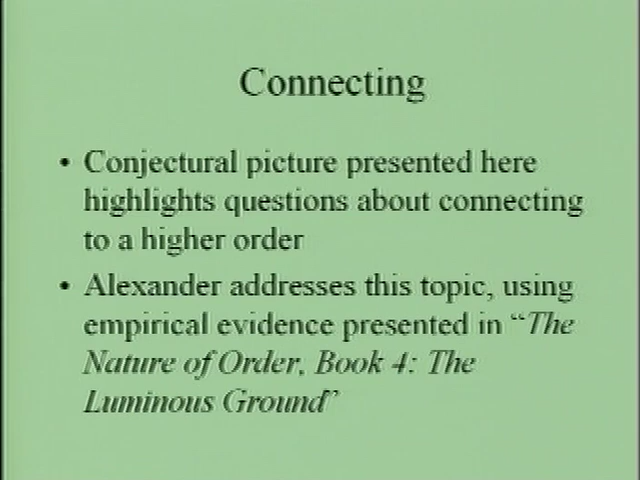 Connecting
• Conjectural picture presented here
highlights questions about connecting
to a higher order
• Alexander addresses this topic, using
empirical evidence presented in “The
Nature of Order, Book 4: The
Luminous Ground”